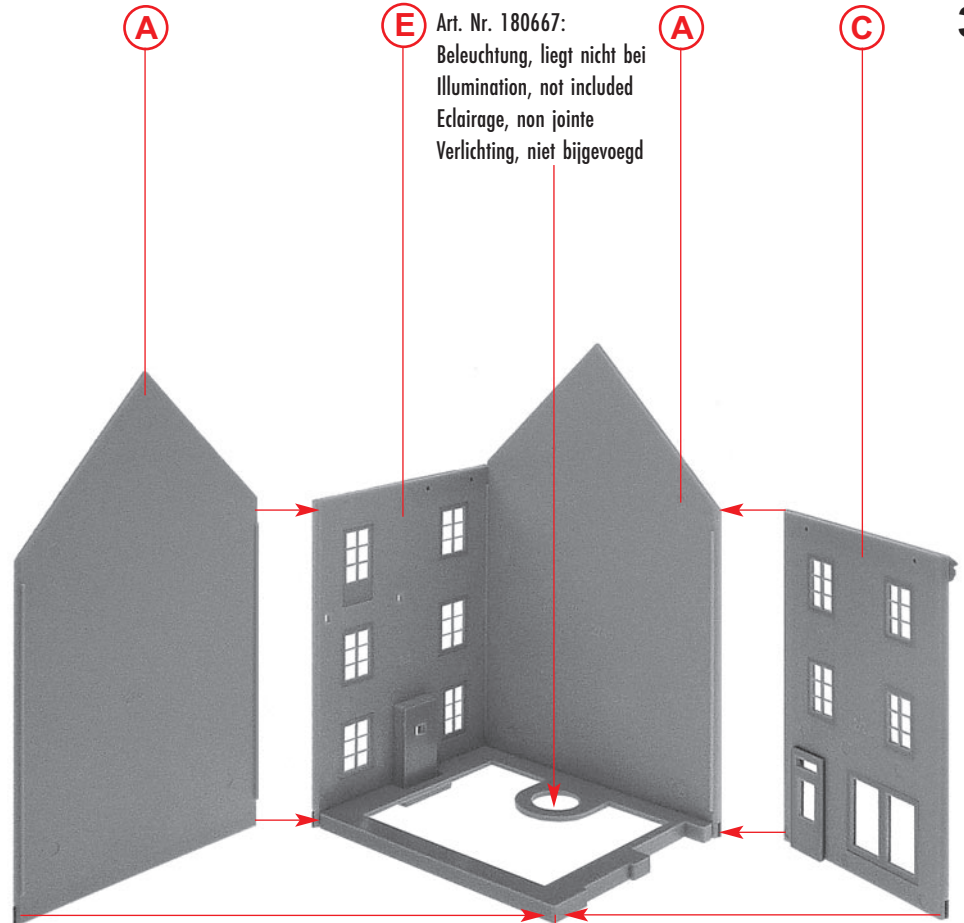 A
E
Art. Nr. 180667:
Beleuchtung, liegt nicht bei
Illumination, not included
Eclairage, non jointe
Verlichting, niet bijgevoegd
A
C